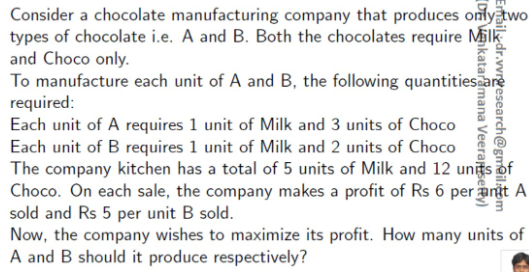 Consider a chocolate manufacturing company that produces only two
types of chocolate i.e. A and B. Both the chocolates require Milk
and Choco only.
To manufacture each unit of A and B, the following quantities are
required:
Each unit of A requires 1 unit of Milk and 3 units of Choco
Each unit of B requires 1 unit of Milk and 2 units of Choco
The company kitchen has a total of 5 units of Milk and 12 units of
Choco. On each sale, the company makes a profit of Rs 6 per unit A
sold and Rs 5 per unit B sold.
Now, the company wishes to maximize its profit. How many units of
A and B should it produce respectively?